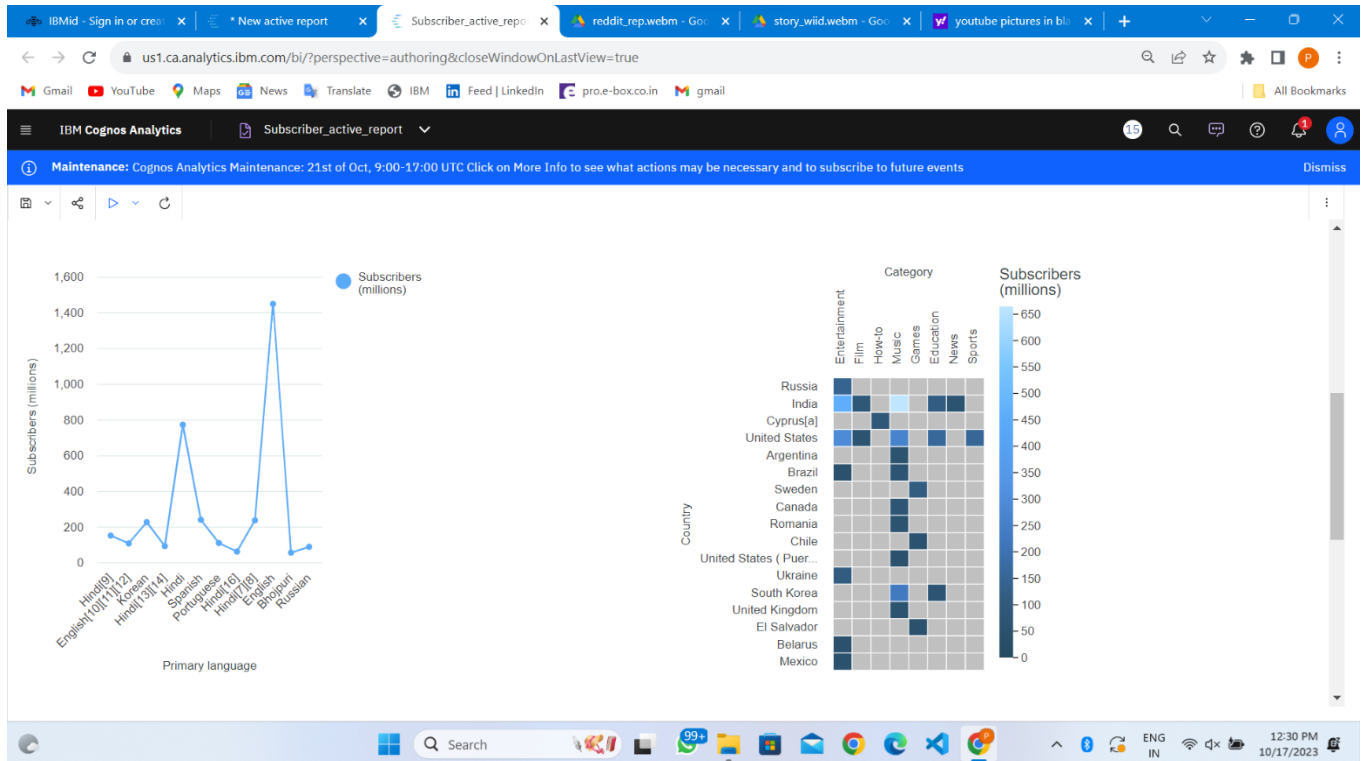 IBMid - Sign in or creat
* New active report
Subscriber_active_repo
reddit_rep.webm - Goo
story_wiid.webm - Goo
youtube pictures in bla
us1.ca.analytics.ibm.com/bi/?perspective=authoring&closeWindowOnLastView=true
P
Gmail YouTube Maps News Translate IBM Feed | LinkedIn pro.e-box.co.in gmail All Bookmarks
IBM Cognos Analytics Subscriber_active_report 15 1
Maintenance: Cognos Analytics Maintenance: 21st of Oct, 9:00-17:00 UTC Click on More Info to see what actions may be necessary and to subscribe to future events Dismiss
Subscribers (millions)
1,600
1,400
1,200
1,000
800
600
400
200
0
Hindi[9]
English[10][11][12]
Korean
Hindi[13][14]
Hindi
Spanish
Portuguese
Hindi[16]
Hindi[7][8]
English
Bhojpuri
Russian
Primary language
Subscribers
(millions)
Category
Entertainment
Film
How-to
Music
Games
Education
News
Sports
Country
Russia
India
Cyprus[a]
United States
Argentina
Brazil
Sweden
Canada
Romania
Chile
United States ( Puer...
Ukraine
South Korea
United Kingdom
El Salvador
Belarus
Mexico
Subscribers
(millions)
650
600
550
500
450
400
350
300
250
200
150
100
50
0
Search
99+
P
ENG
IN
12:30 PM
10/17/2023